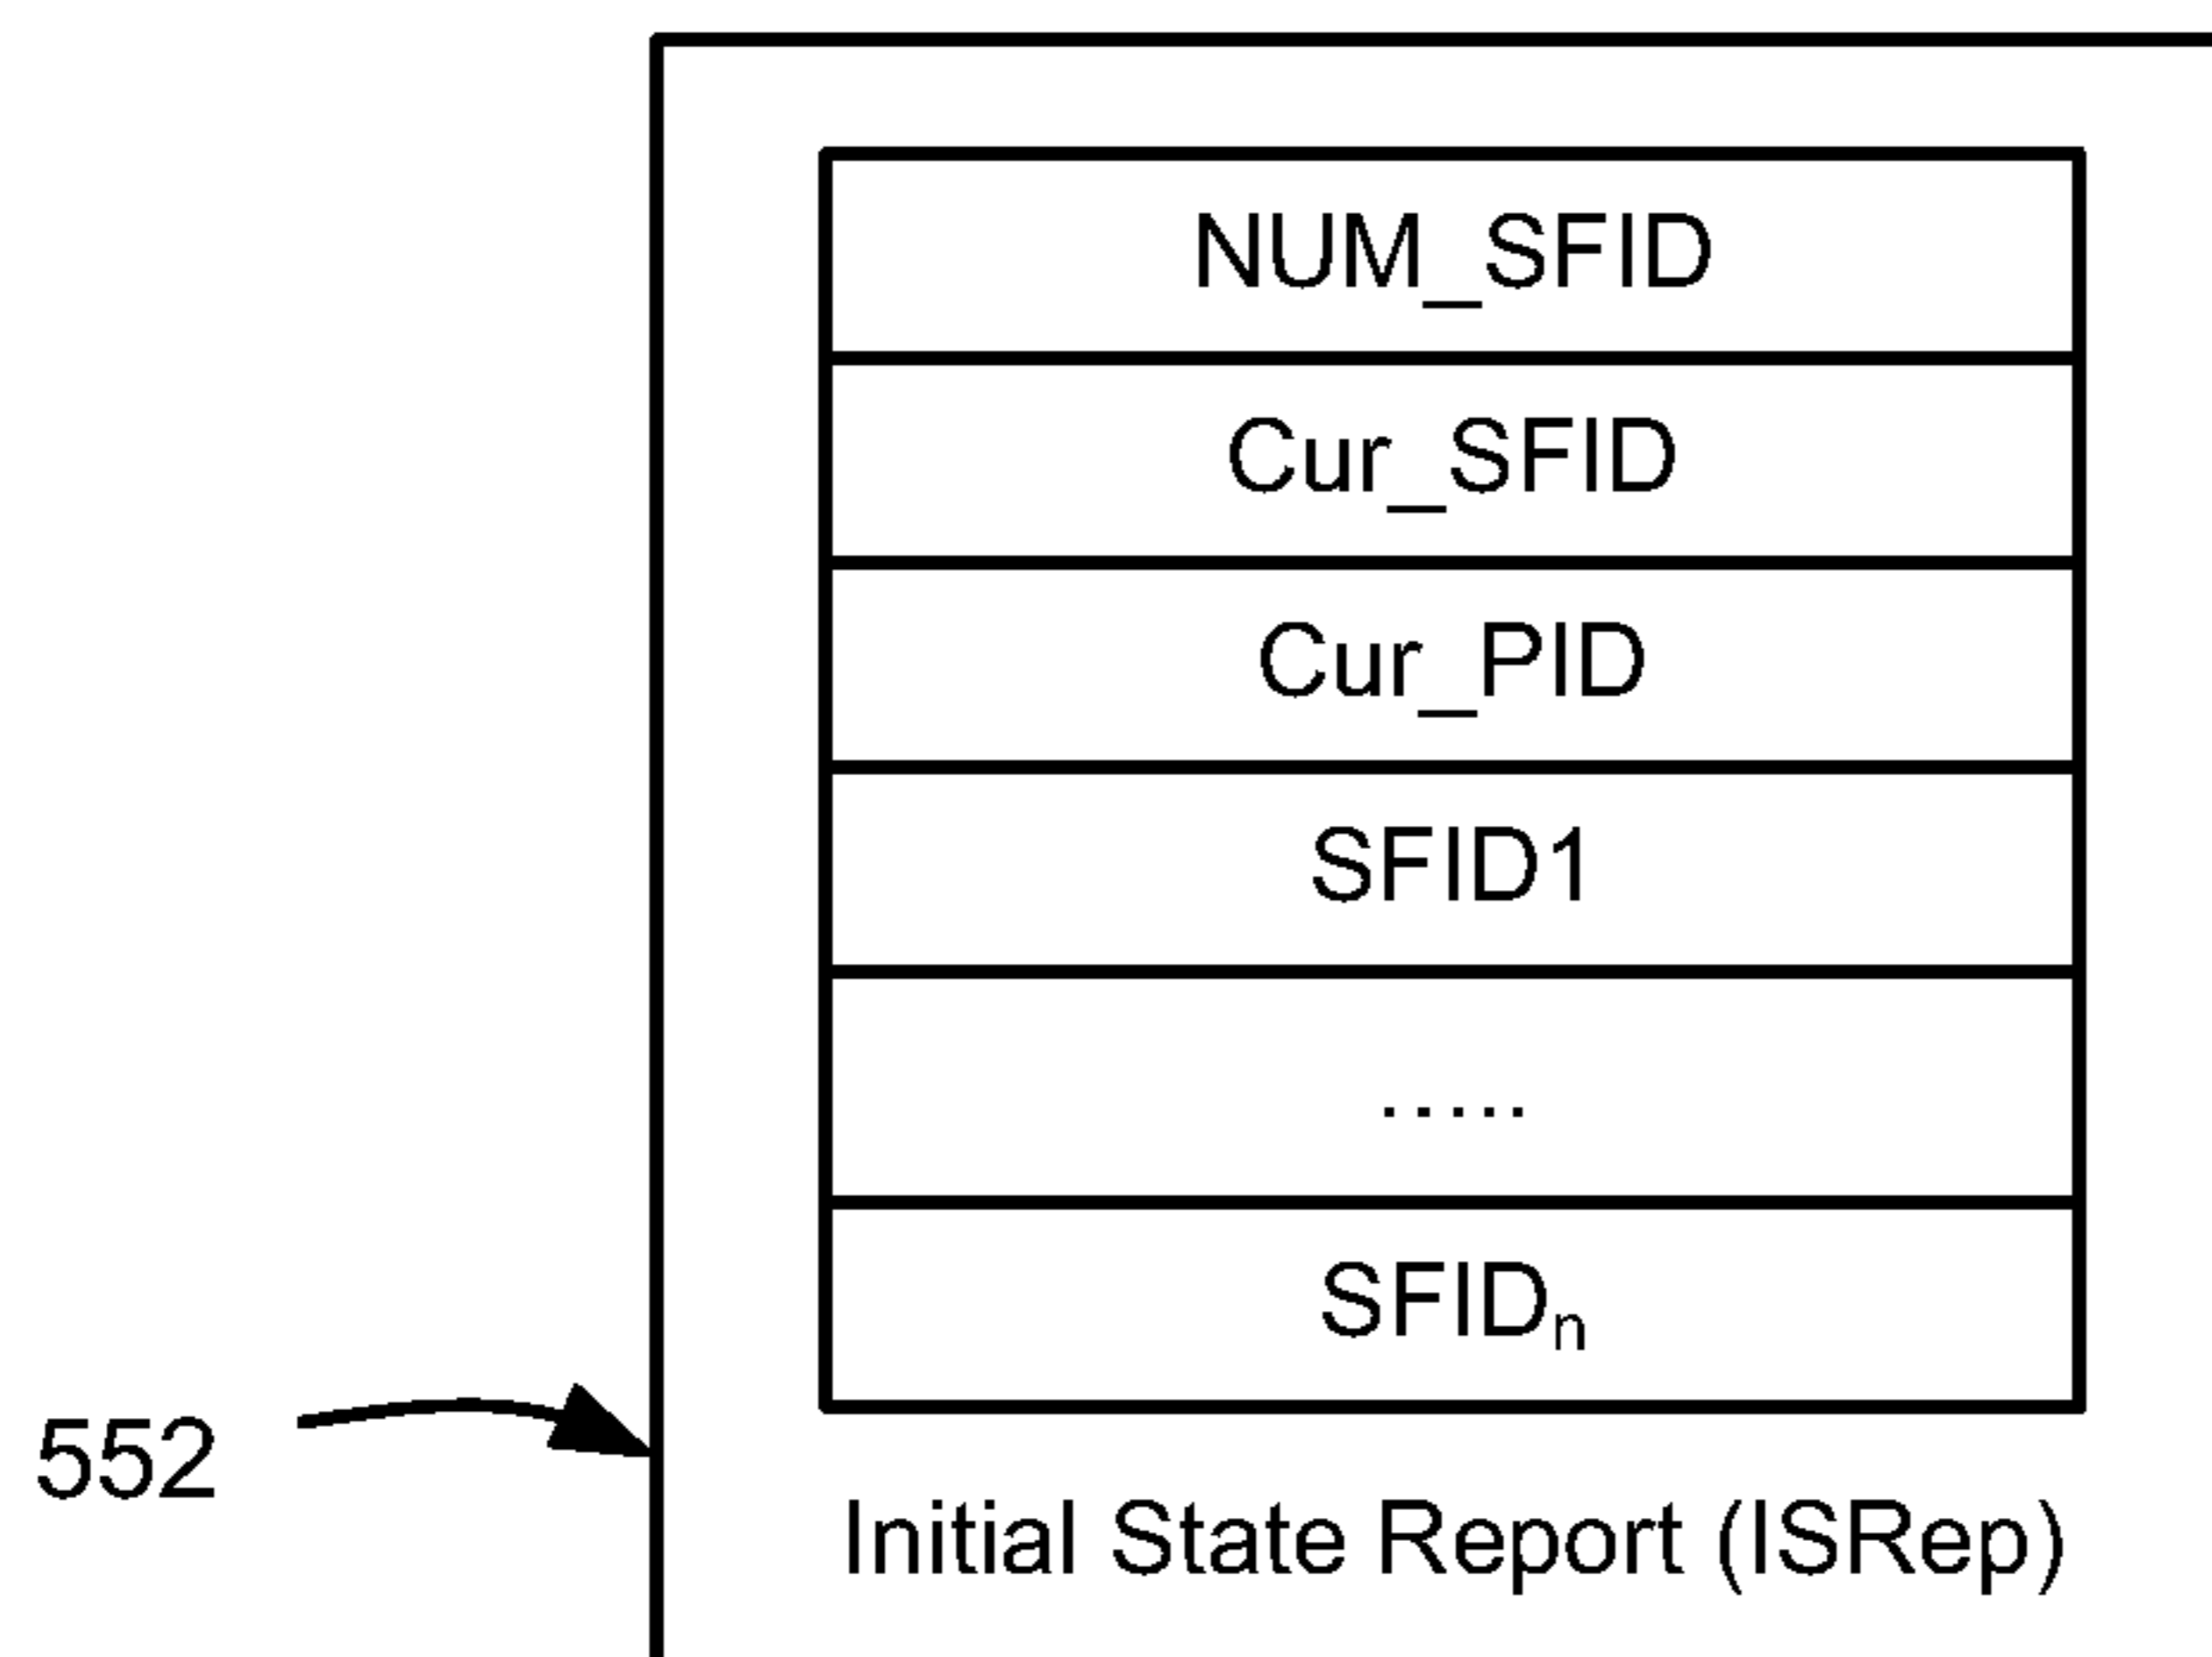 NUM_SFID
Cur_SFID
Cur_PID
SFID1
.....
SFIDn
552
Initial State Report (ISRep)